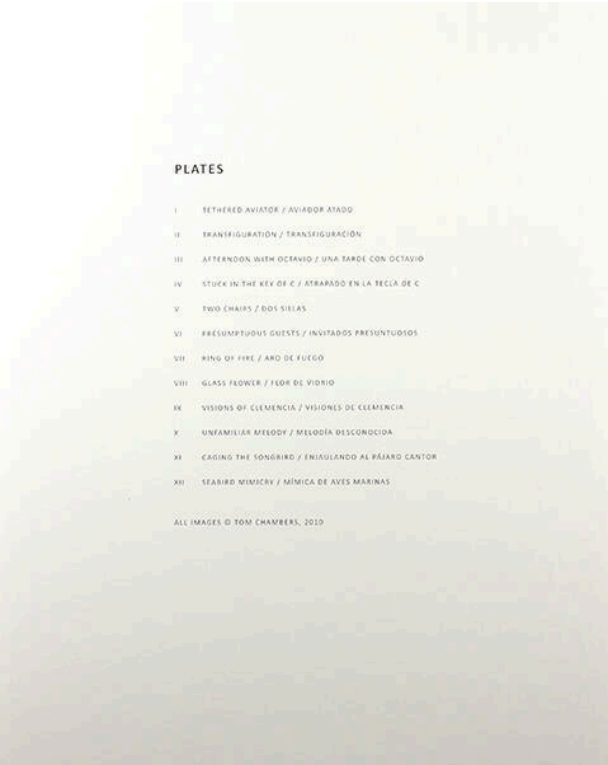 PLATES
I TETHERED AVIATOR / AVIADOR ATADO
II TRANSFIGURATION / TRANSFIGURACIÓN
III AFTERNOON WITH OCTAVIO / UNA TARDE CON OCTAVIO
IV STUCK IN THE KEY OF C / ATRAPADO EN LA TECLA DE C
V TWO CHAIRS / DOS SILLAS
VI PRESUMPTUOUS GUESTS / INVITADOS PRESUNTUOSOS
VII RING OF FIRE / ARO DE FUEGO
VIII GLASS FLOWER / FLOR DE VIDRIO
IX VISIONS OF CLEMENCIA / VISIONES DE CLEMENCIA
X UNFAMILIAR MELODY / MELODÍA DESCONOCIDA
XI CAGING THE SONGBIRD / ENJAULANDO AL PÁJARO CANTOR
XII SEABIRD MIMICRY / MÍMICA DE AVES MARINAS
ALL IMAGES © TOM CHAMBERS, 2010